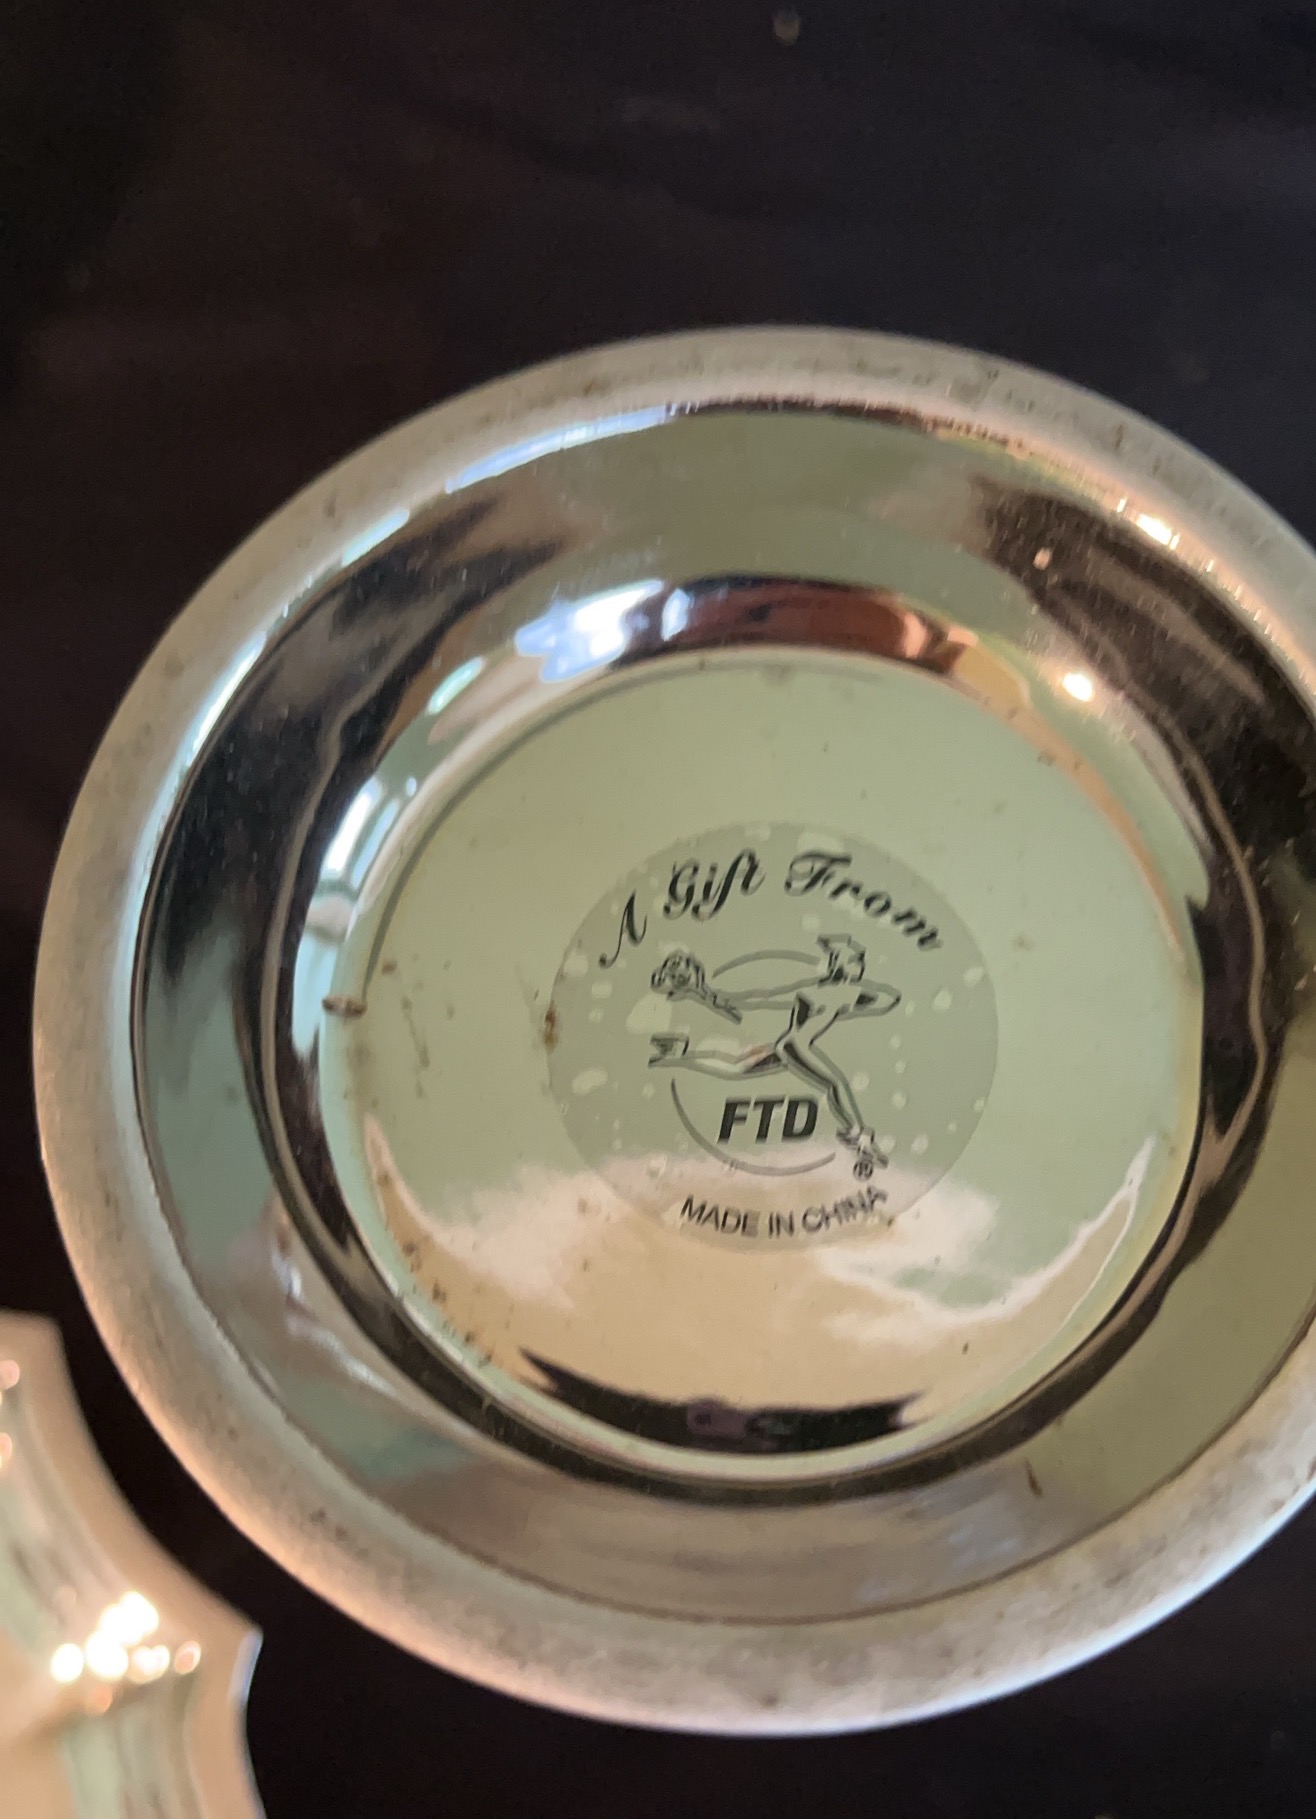 A Gift From
FTD
®
MADE IN CHINA